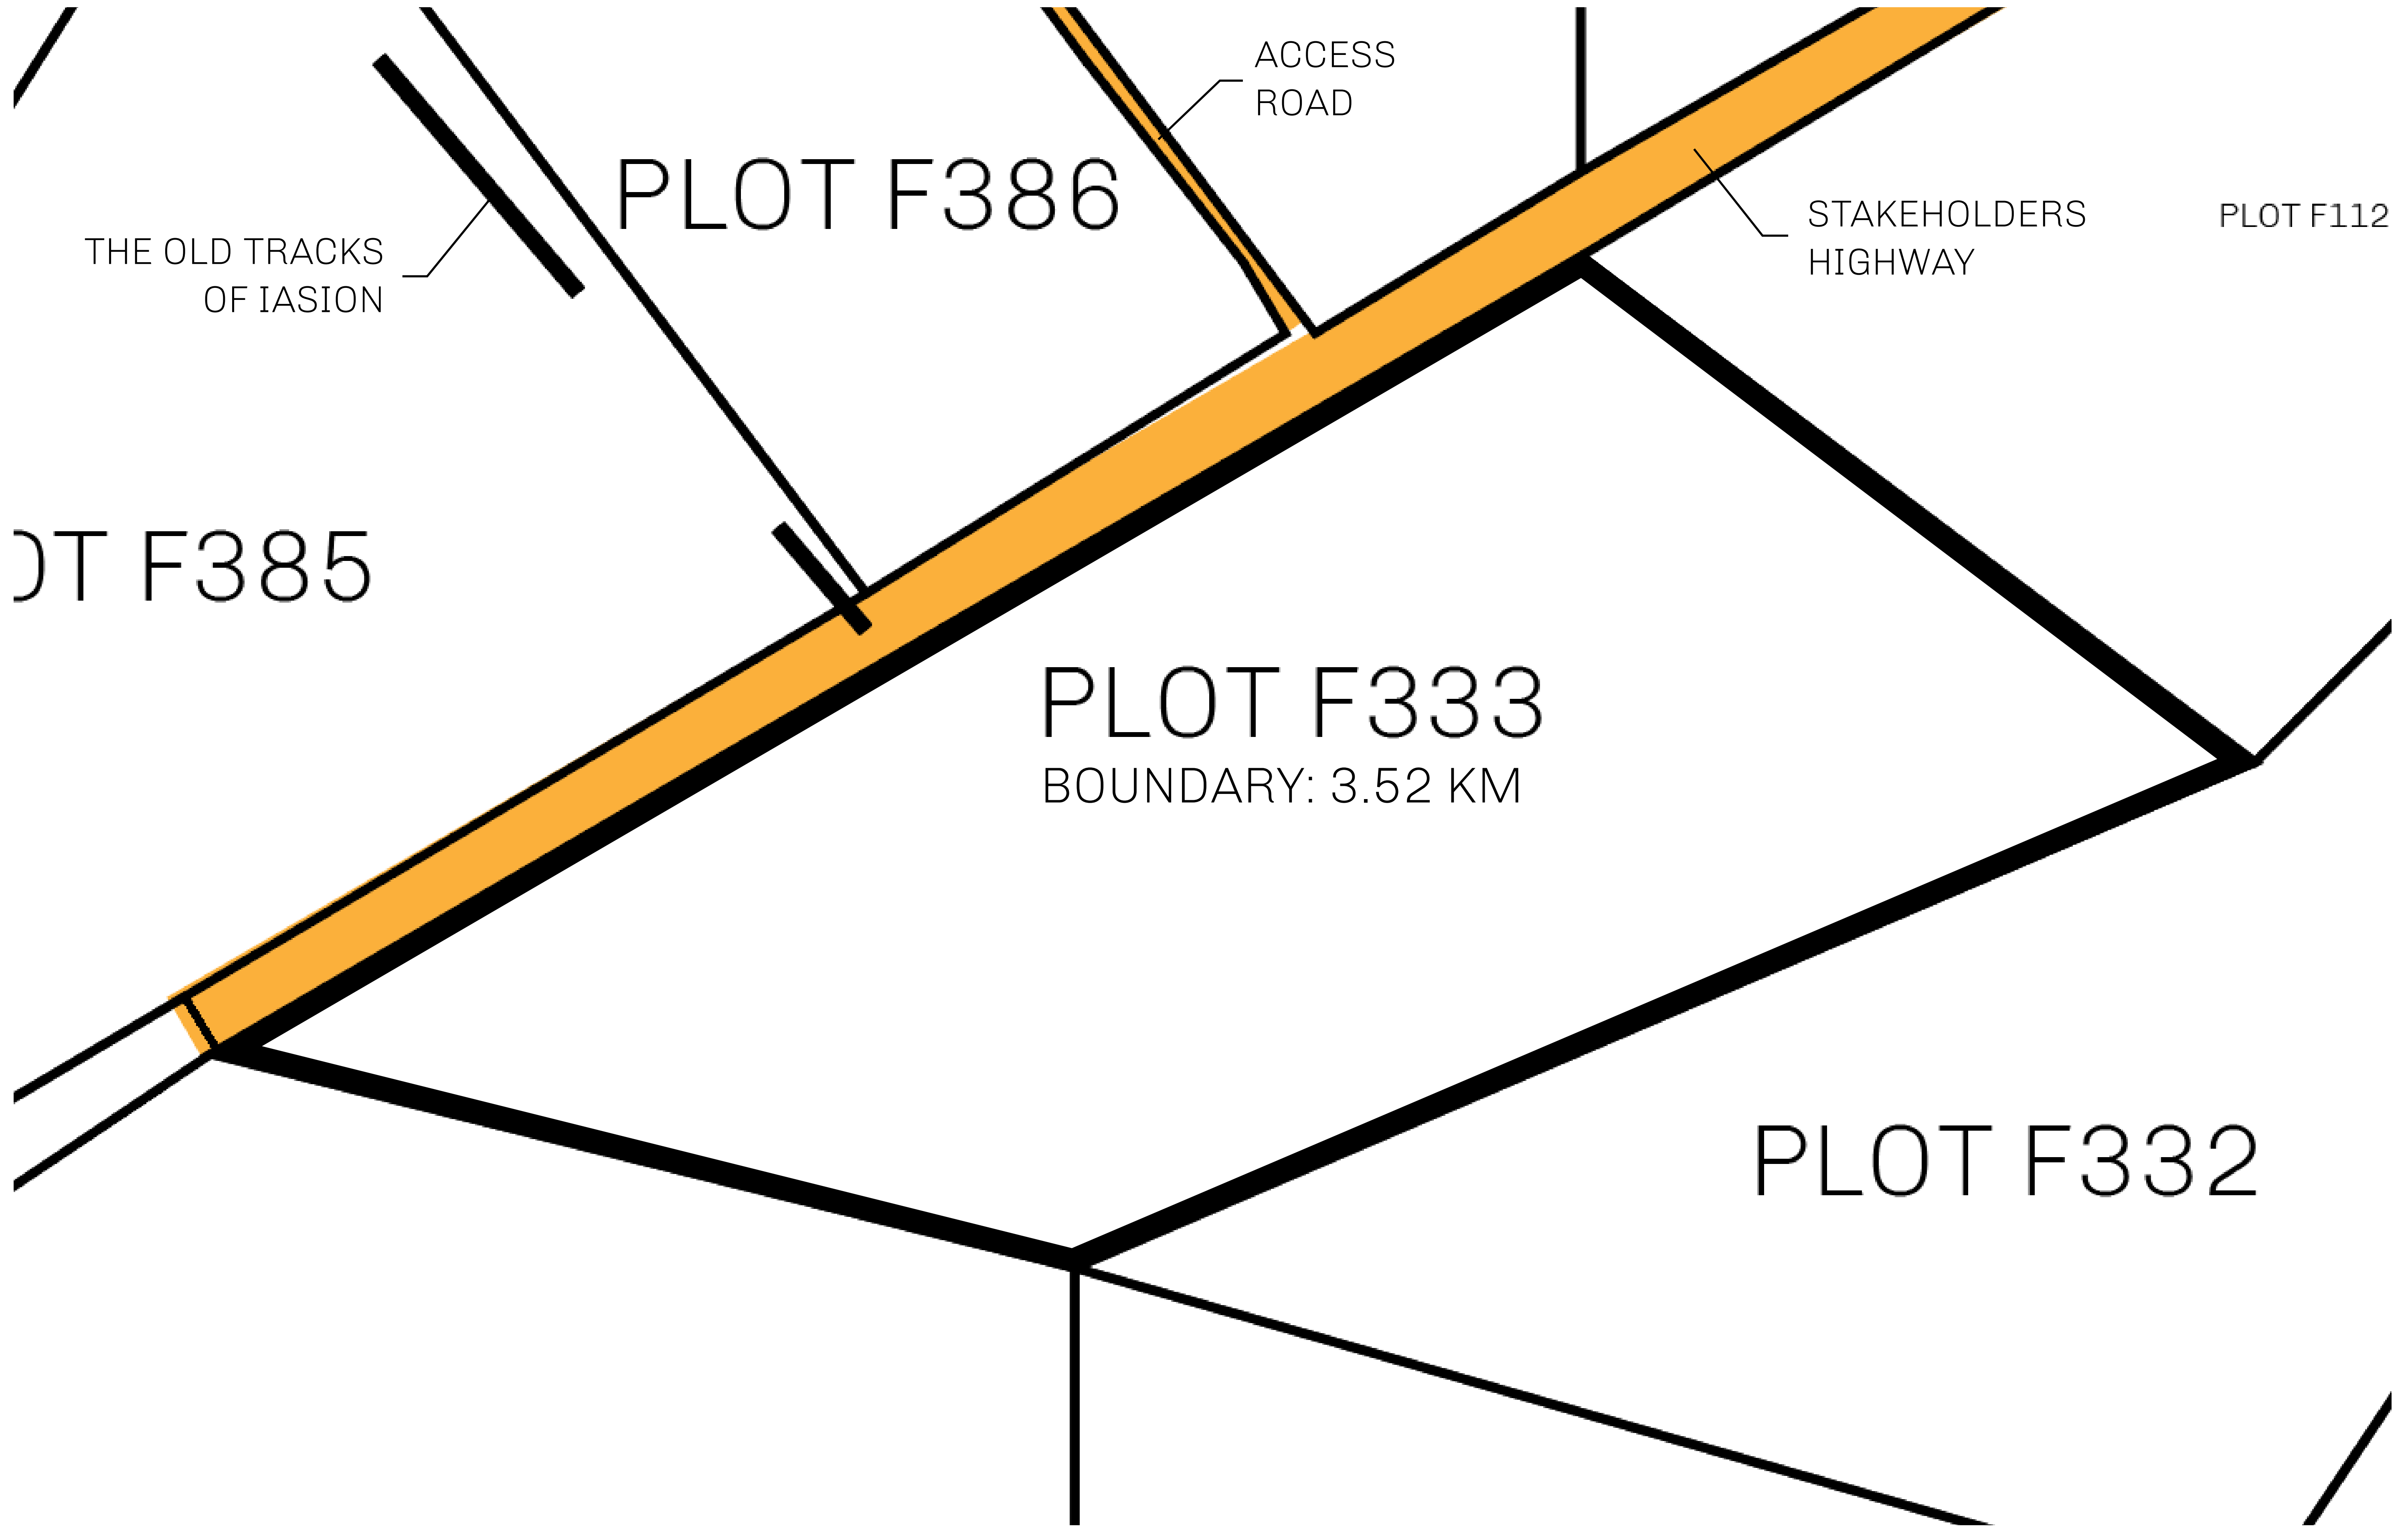 ACCESS
ROAD
PLOT F386
STAKEHOLDERS
HIGHWAY
PLOT F112
THE OLD TRACKS
OF IASION
OT F385
PLOT F333
BOUNDARY: 3.52 KM
PLOT F332